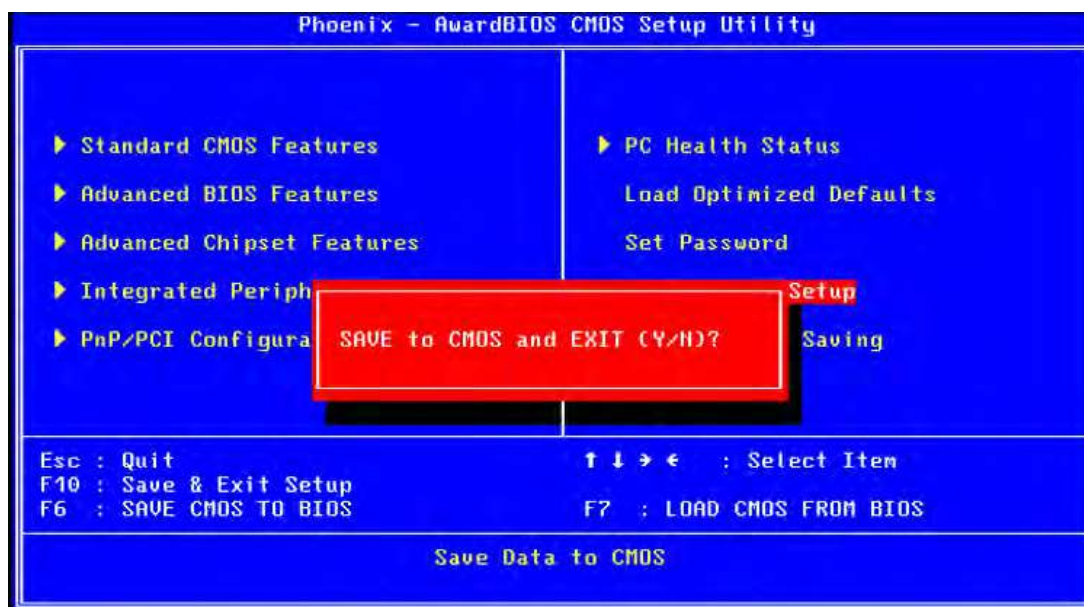 Phoenix - AwardBIOS CMOS Setup Utility
Standard CMOS Features
Advanced BIOS Features
Advanced Chipset Features
Integrated Periph
PnP/PCI Configura
PC Health Status
Load Optimized Defaults
Set Password
Setup
Saving
SAVE to CMOS and EXIT (Y/N)?
Esc : Quit
F10 : Save & Exit Setup
F6 : SAVE CMOS TO BIOS
↑ ↓ → ← : Select Item
F7 : LOAD CMOS FROM BIOS
Save Data to CMOS